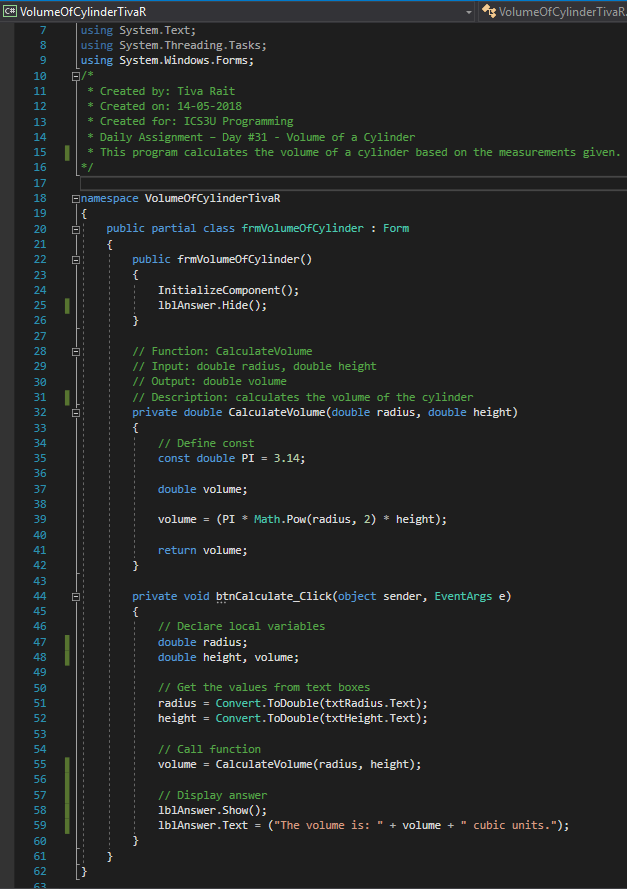 C# VolumeOfCylinderTivaR VolumeOfCylinderTivaR.
7 using System.Text;
8 using System.Threading.Tasks;
9 using System.Windows.Forms;
10 /*
11 * Created by: Tiva Rait
12 * Created on: 14-05-2018
13 * Created for: ICS3U Programming
14 * Daily Assignment – Day #31 - Volume of a Cylinder
15 * This program calculates the volume of a cylinder based on the measurements given.
16 */
17
18 namespace VolumeOfCylinderTivaR
19 {
20 public partial class frmVolumeOfCylinder : Form
21 {
22 public frmVolumeOfCylinder()
23 {
24 InitializeComponent();
25 lblAnswer.Hide();
26 }
27
28 // Function: CalculateVolume
29 // Input: double radius, double height
30 // Output: double volume
31 // Description: calculates the volume of the cylinder
32 private double CalculateVolume(double radius, double height)
33 {
34 // Define const
35 const double PI = 3.14;
36
37 double volume;
38
39 volume = (PI * Math.Pow(radius, 2) * height);
40
41 return volume;
42 }
43
44 private void btnCalculate_Click(object sender, EventArgs e)
45 {
46 // Declare local variables
47 double radius;
48 double height, volume;
49
50 // Get the values from text boxes
51 radius = Convert.ToDouble(txtRadius.Text);
52 height = Convert.ToDouble(txtHeight.Text);
53
54 // Call function
55 volume = CalculateVolume(radius, height);
56
57 // Display answer
58 lblAnswer.Show();
59 lblAnswer.Text = ("The volume is: " + volume + " cubic units.");
60 }
61 }
62 }
63